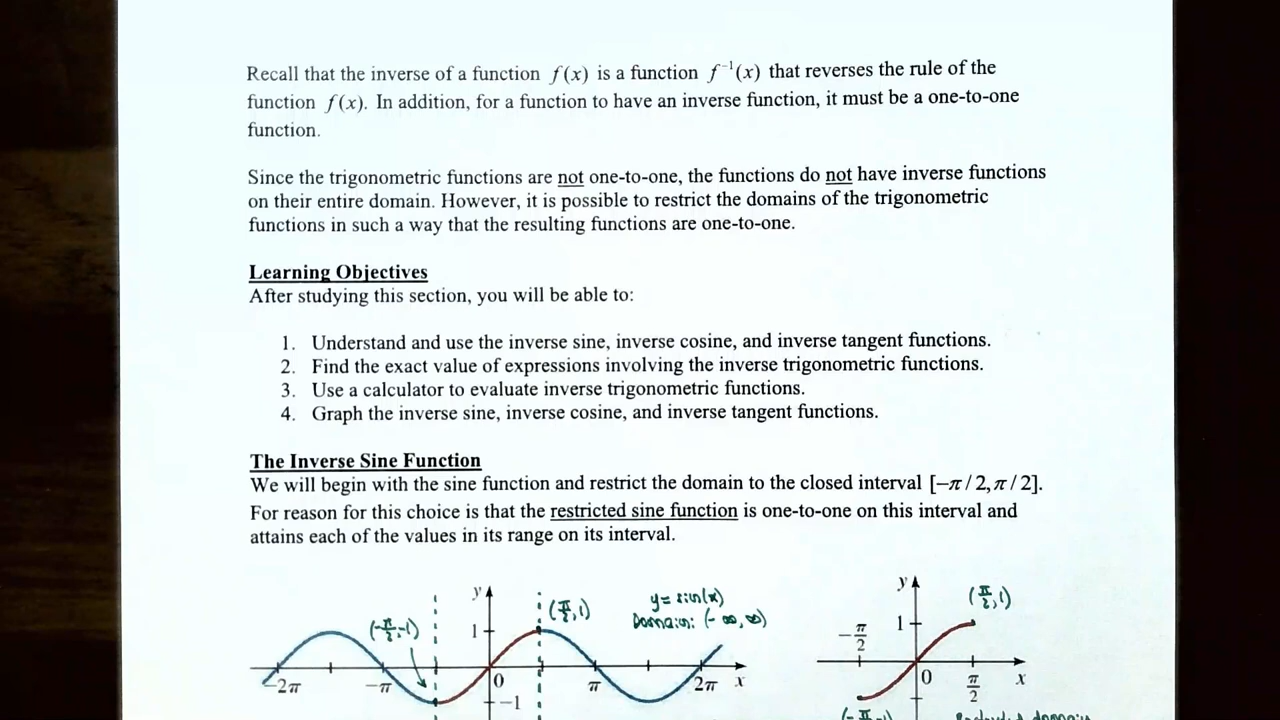 Recall that the inverse of a function f(x) is a function f⁻¹(x) that reverses the rule of the
function f(x). In addition, for a function to have an inverse function, it must be a one-to-one
function.
Since the trigonometric functions are not one-to-one, the functions do not have inverse functions
on their entire domain. However, it is possible to restrict the domains of the trigonometric
functions in such a way that the resulting functions are one-to-one.
Learning Objectives
After studying this section, you will be able to:
1. Understand and use the inverse sine, inverse cosine, and inverse tangent functions.
2. Find the exact value of expressions involving the inverse trigonometric functions.
3. Use a calculator to evaluate inverse trigonometric functions.
4. Graph the inverse sine, inverse cosine, and inverse tangent functions.
The Inverse Sine Function
We will begin with the sine function and restrict the domain to the closed interval [−π/2, π/2].
For reason for this choice is that the restricted sine function is one-to-one on this interval and
attains each of the values in its range on its interval.
y
(-π/2,-1)
1
(π/2,1)
y=sin(x)
Domain: (-∞,∞)
-2π -π 0 π 2π x
-1
y
(π/2,1)
1
-π/2
0 π/2 x
(-π/2,-1)